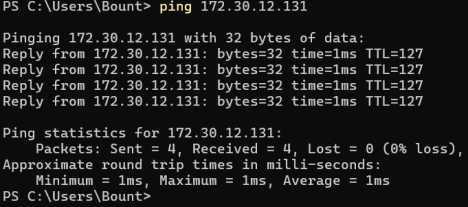 PS C:\Users\Bount> ping 172.30.12.131
Pinging 172.30.12.131 with 32 bytes of data:
Reply from 172.30.12.131: bytes=32 time=1ms TTL=127
Reply from 172.30.12.131: bytes=32 time=1ms TTL=127
Reply from 172.30.12.131: bytes=32 time=1ms TTL=127
Reply from 172.30.12.131: bytes=32 time=1ms TTL=127
Ping statistics for 172.30.12.131:
    Packets: Sent = 4, Received = 4, Lost = 0 (0% loss),
Approximate round trip times in milli-seconds:
    Minimum = 1ms, Maximum = 1ms, Average = 1ms
PS C:\Users\Bount>